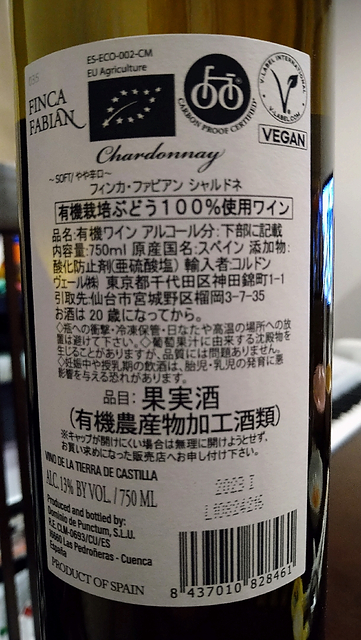 ES-ECO-002-CM
EU Agriculture
FINCA
FABIAN
CARBON PROOF CERTIFIED
V-LABEL INTERNATIONAL
V-LABEL.COM
VEGAN
Chardonnay
～SOFT/ やや辛口～
フィンカ・ファビアン シャルドネ
有機栽培ぶどう100％使用ワイン
品名:有機ワイン アルコール分:下部に記載
内容量:750ml 原産国名:スペイン 添加物:
酸化防止剤(亜硫酸塩) 輸入者:コルドン
ヴェール㈱ 東京都千代田区神田錦町1-1
引取先:仙台市宮城野区榴岡3-7-35
お酒は20歳になってから。
◇瓶への衝撃・冷凍保管・日なたや高温の場所への放
置は避けて下さい。◇葡萄果汁に由来する沈殿物を
生じることがありますが、品質には問題ありません。
◇妊娠中や授乳期の飲酒は、胎児・乳児の発育に悪
影響を与える恐れがあります。
品目: 果実酒
(有機農産物加工酒類)
※キャップが開けにくい場合は無理に開けようとせず、
お買い求めになった販売店へお申し付け下さい。
VINO DE LA TIERRA DE CASTILLA
ALC. 13% BY VOL. / 750 ML
Produced and bottled by:
Dominio de Punctum, S.L.U.
R.E. CLM-0693/CU/ES
16660 Las Pedroñeras - Cuenca
España
PRODUCT OF SPAIN
8 437010 828461